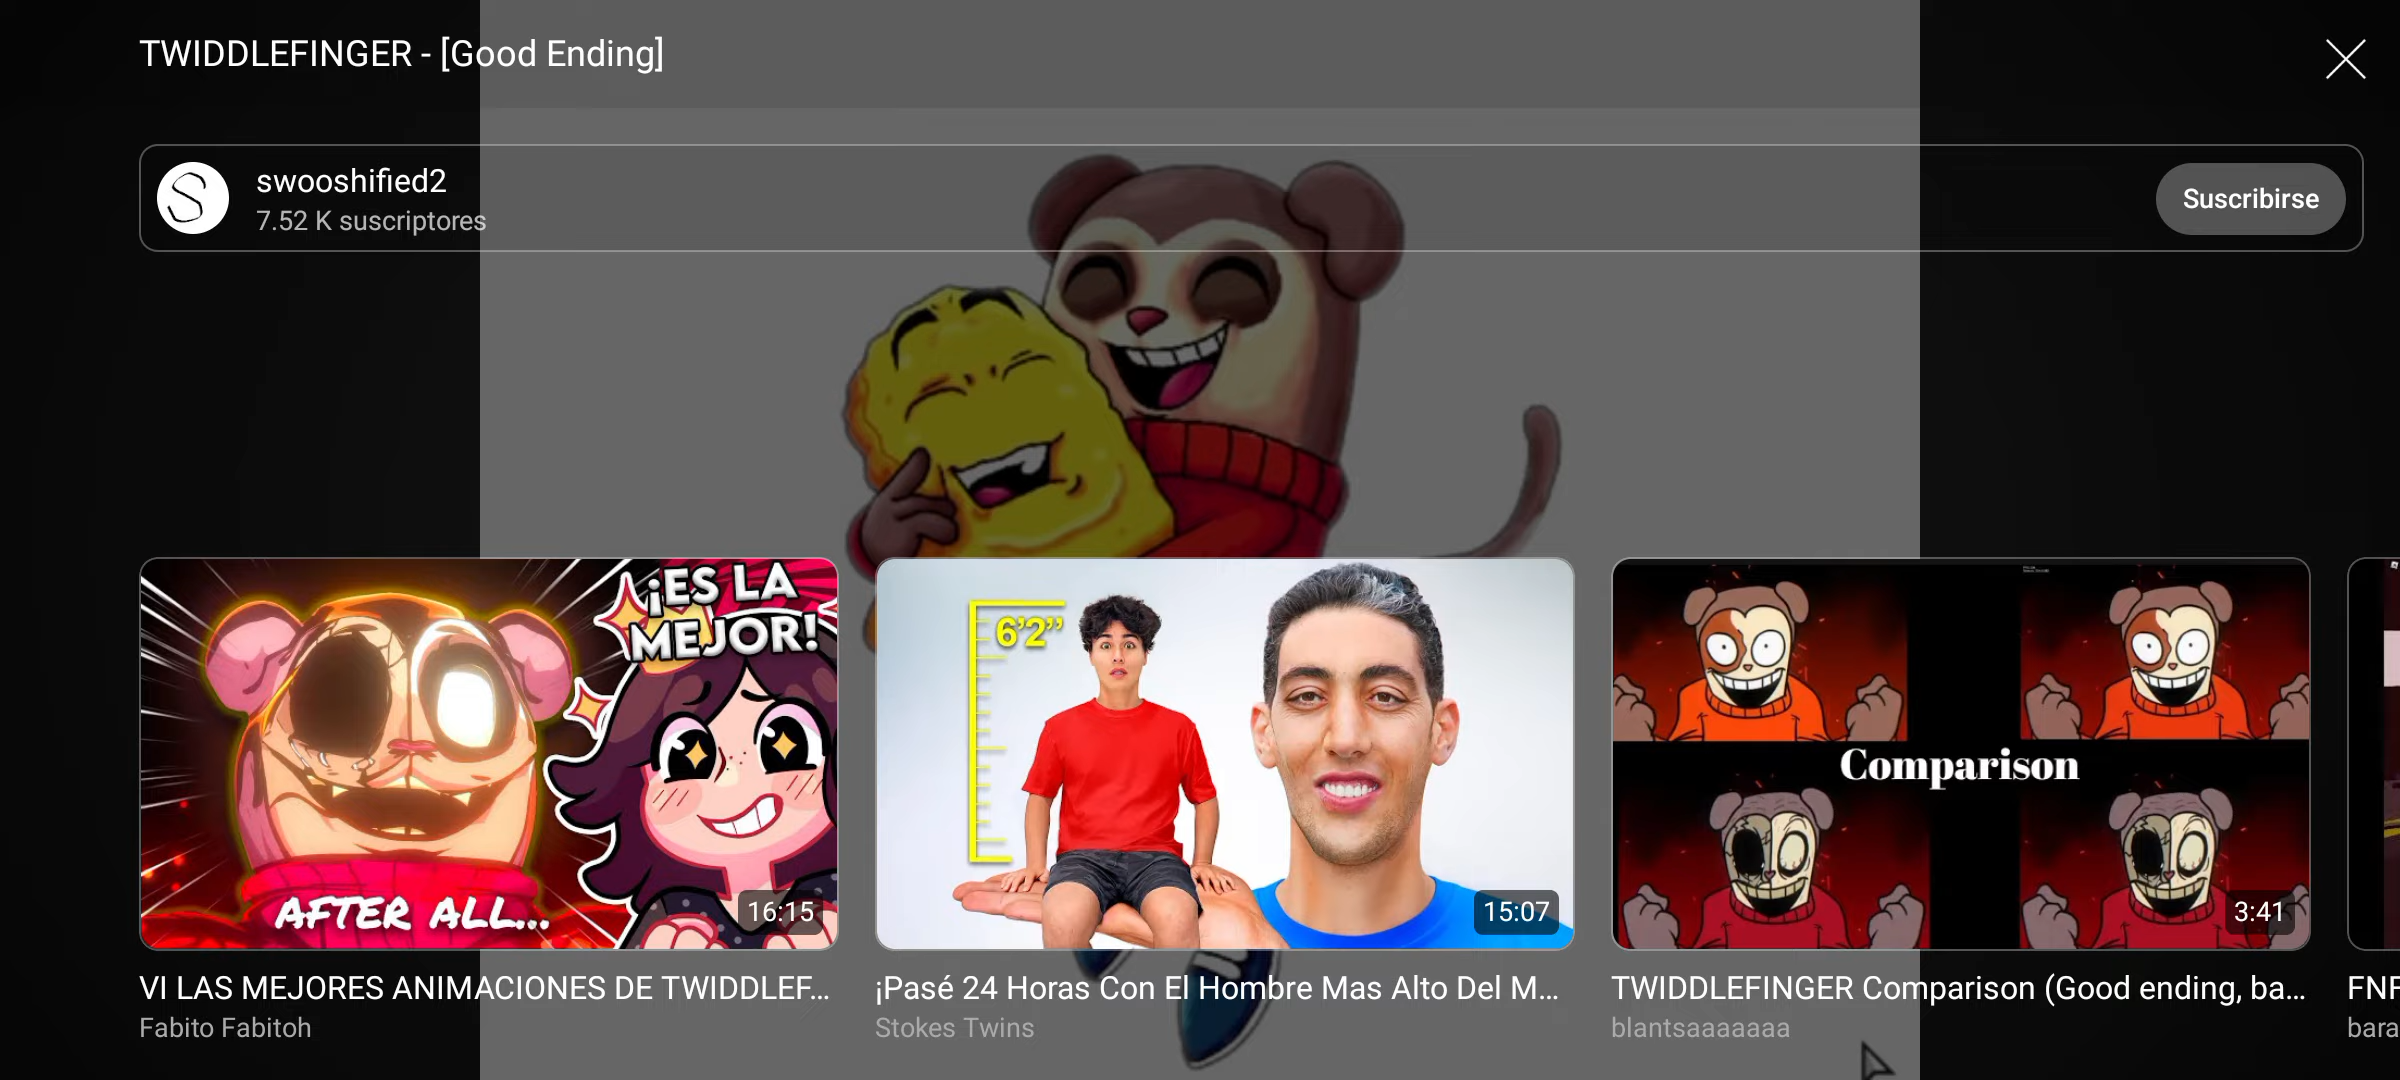 TWIDDLEFINGER - [Good Ending]
swooshified2
7.52 K suscriptores
Suscribirse
¡ES LA
MEJOR!
AFTER ALL...
16:15
6'2’’
15:07
Comparison
3:41
VI LAS MEJORES ANIMACIONES DE TWIDDLEF...
Fabito Fabitoh
¡Pasé 24 Horas Con El Hombre Mas Alto Del M...
Stokes Twins
TWIDDLEFINGER Comparison (Good ending, ba...
blantsaaaaaaa
FNF
bara